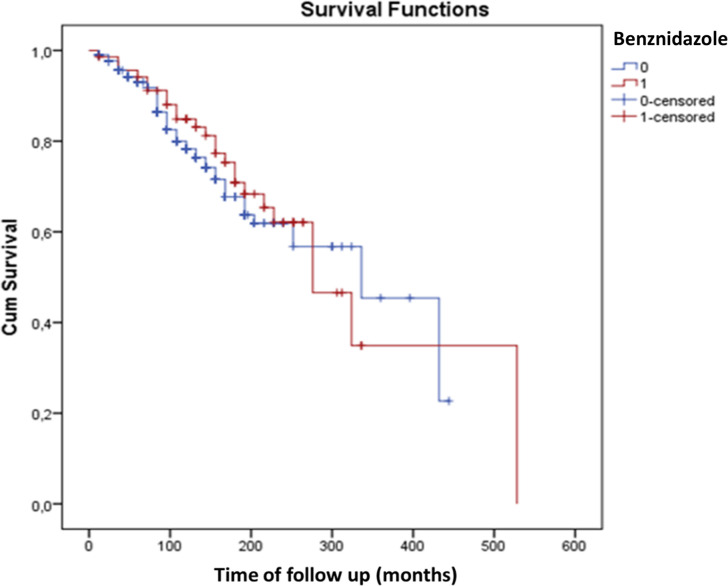 Survival Functions
Benznidazole
0
1
0-censored
1-censored
Cum Survival
1,0
0,8
0,6
0,4
0,2
0,0
0 100 200 300 400 500 600
Time of follow up (months)